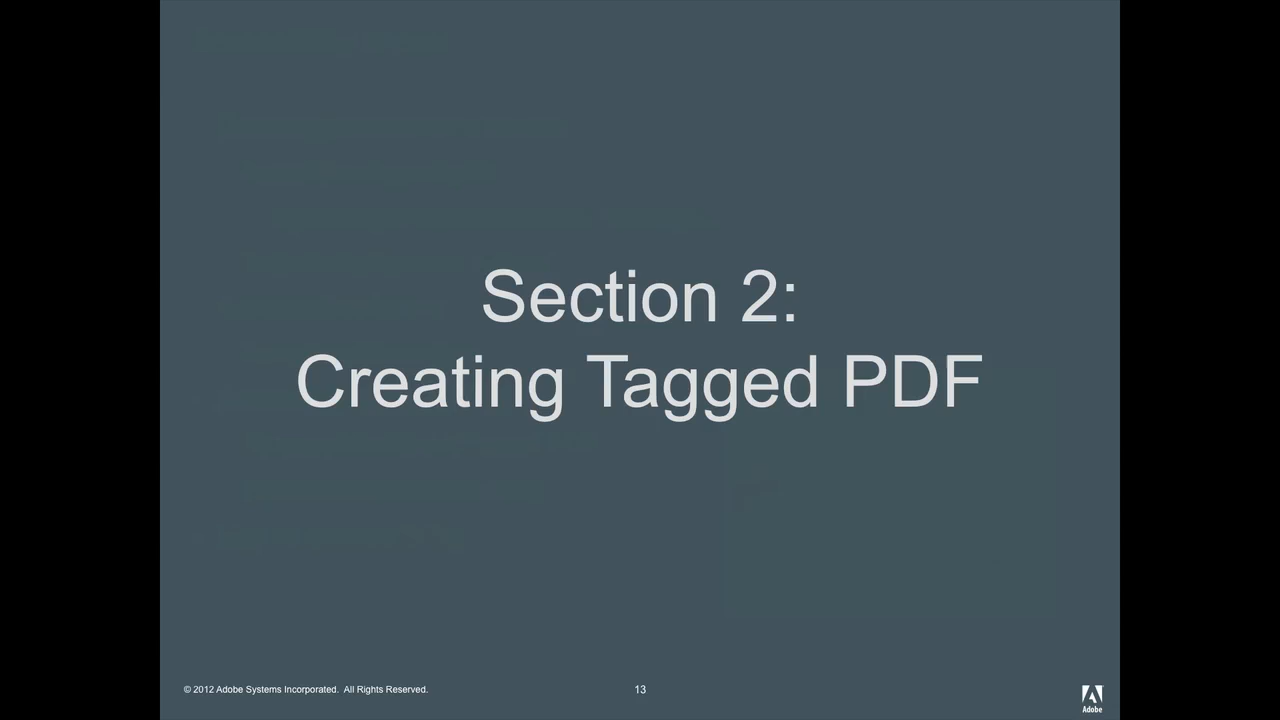 Section 2:
Creating Tagged PDF
© 2012 Adobe Systems Incorporated. All Rights Reserved.
13
Adobe